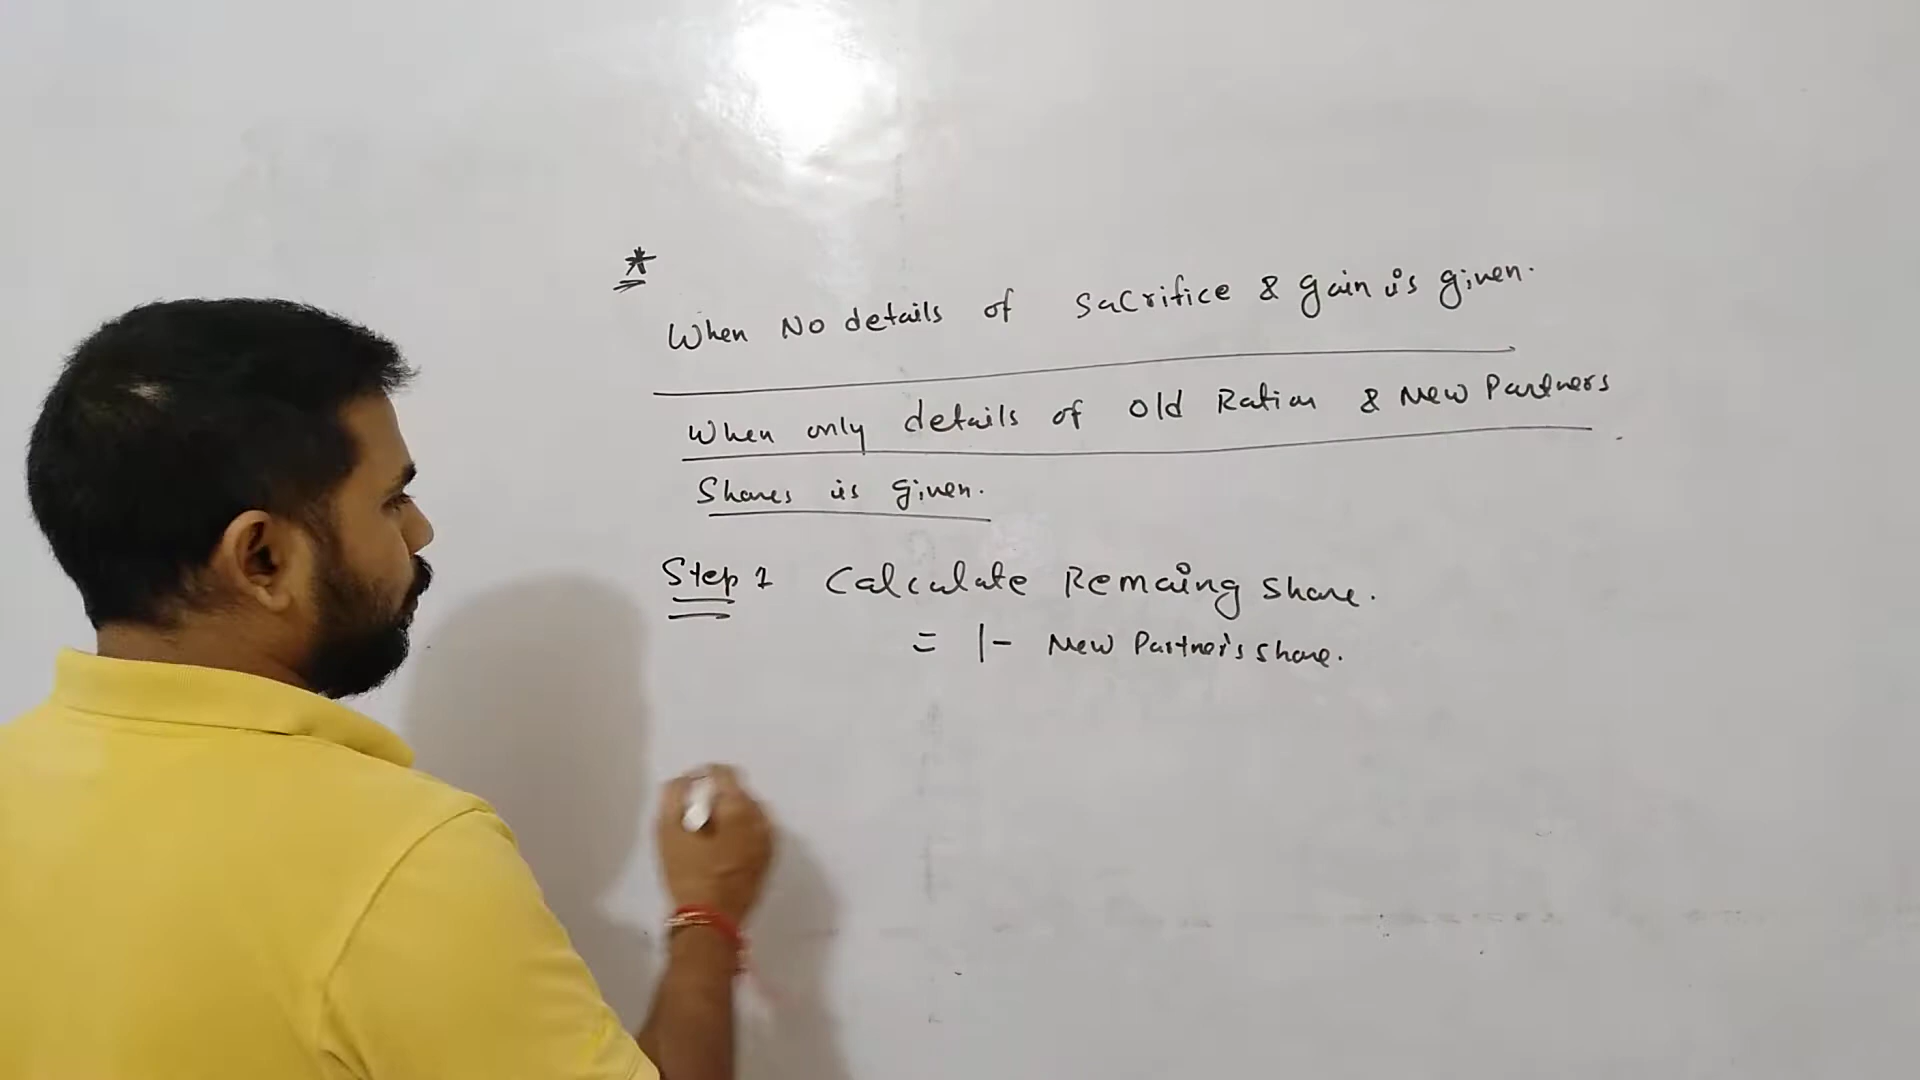 *
When No details of Sacrifice & gain is given.
When only details of Old Ration & New Partners
Shares is given.
Step 1 Calculate Remaing Share.
= 1- New Partner's share.